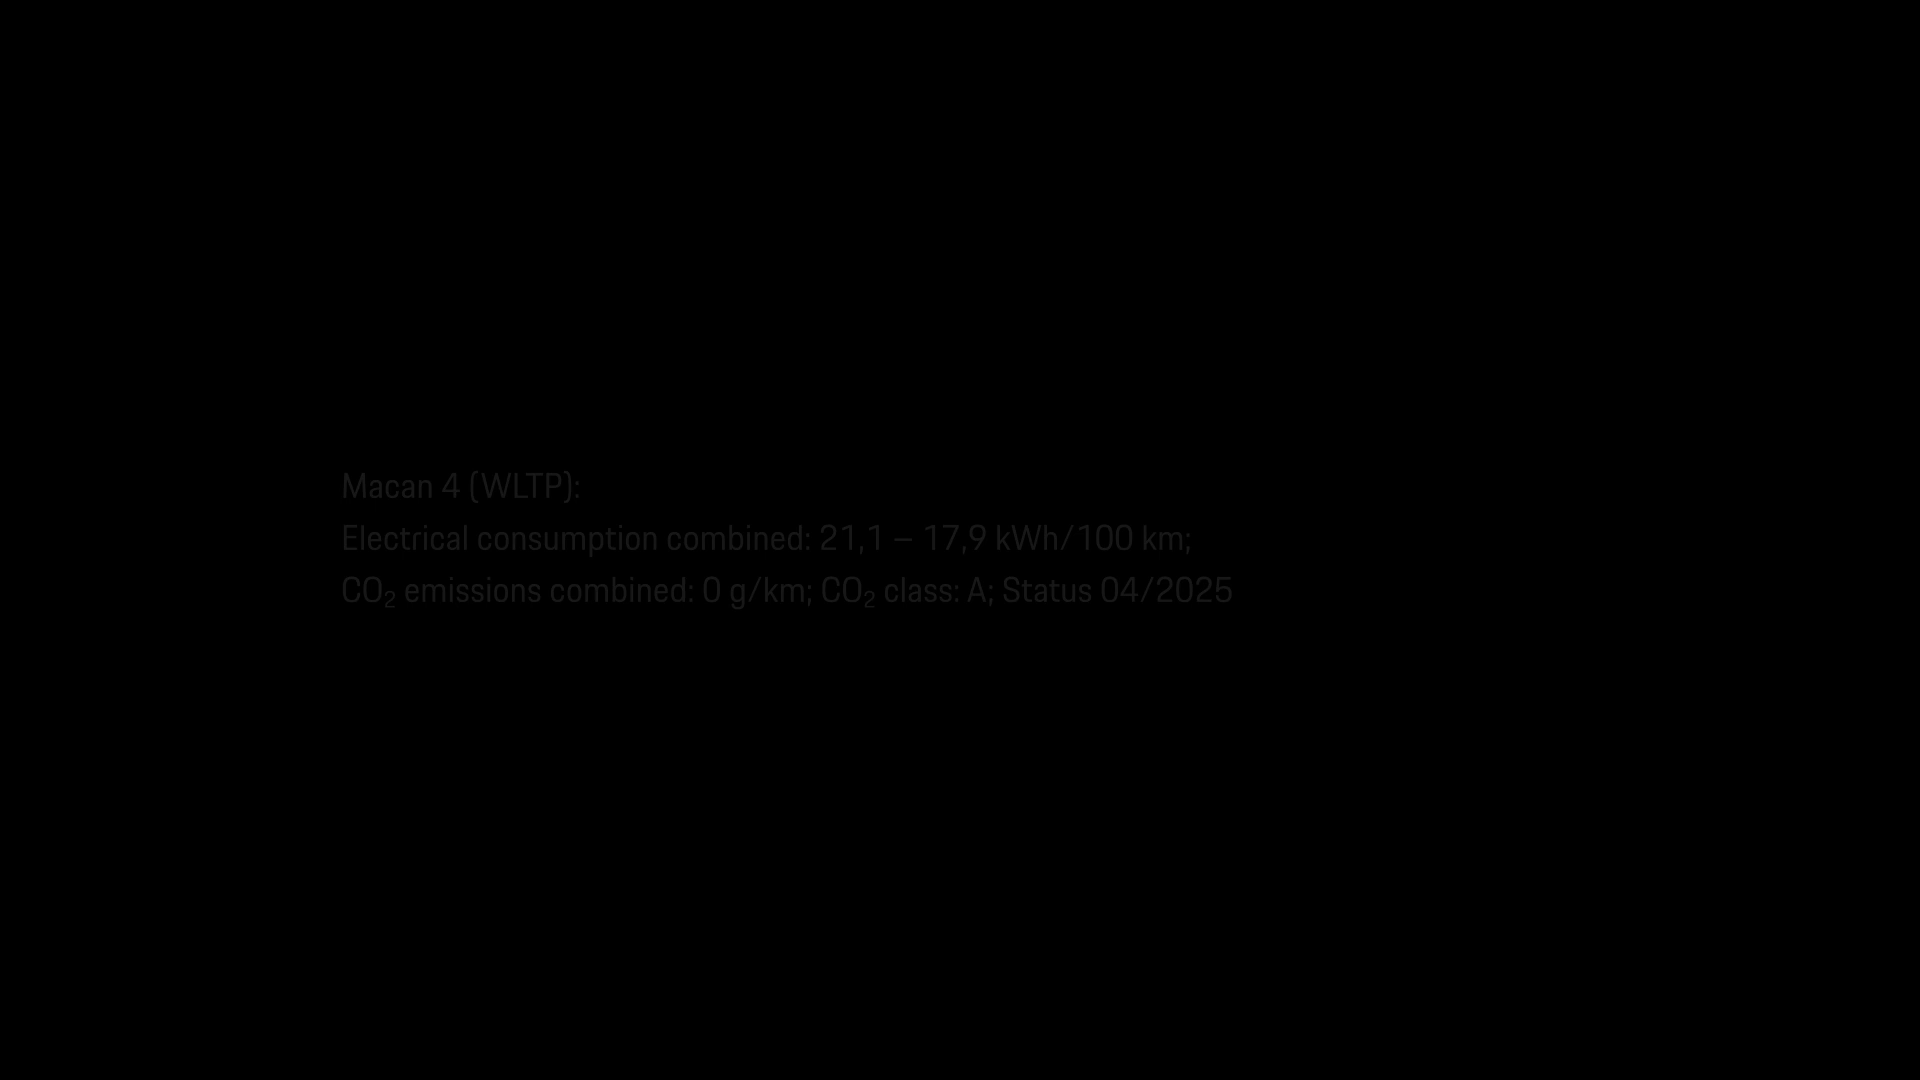 Macan 4 (WLTP):
Electrical consumption combined: 21,1 – 17,9 kWh/100 km;
CO₂ emissions combined: 0 g/km; CO₂ class: A; Status 04/2025